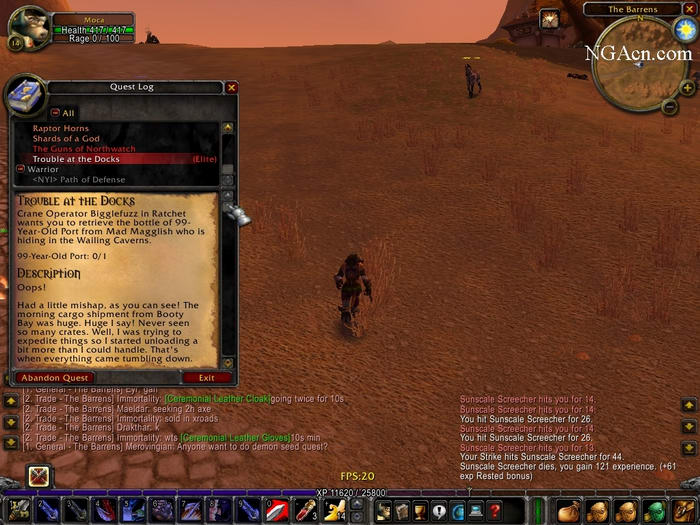 Moca
Health 417 / 417
Rage 0 / 100
14
The Barrens
N
NGAcn.com
Quest Log
All
Raptor Horns
Shards of a God
The Guns of Northwatch
Trouble at the Docks (Elite)
Warrior
<NYI> Path of Defense
Trouble at the Docks
Crane Operator Bigglefuzz in Ratchet
wants you to retrieve the bottle of 99-
Year-Old Port from Mad Magglish who is
hiding in the Wailing Caverns.
99-Year-Old Port: 0/1
Description
Oops!
Had a little mishap, as you can see! The
morning cargo shipment from Booty
Bay was huge. Huge I say! Never seen
so many crates. Well, I was trying to
expedite things so I started unloading a
bit more than I could handle. That's
when everything came tumbling down.
Abandon Quest
Exit
[1. General - The Barrens] Eyr: gah
[2. Trade - The Barrens] Immortality: [Ceremonial Leather Cloak]going twice for 10s
[2. Trade - The Barrens] Maeldar: seeking 2h axe
[2. Trade - The Barrens] Immortality: sold in xroads
[2. Trade - The Barrens] Drakthar: k
[2. Trade - The Barrens] Immortality: wts [Ceremonial Leather Gloves]10s min
[1. General - The Barrens] Merovingian: Anyone want to do demon seed quest?
Sunscale Screecher hits you for 14.
Sunscale Screecher hits you for 14.
You hit Sunscale Screecher for 26.
Sunscale Screecher hits you for 14.
You hit Sunscale Screecher for 26.
Sunscale Screecher hits you for 13.
Your Strike hits Sunscale Screecher for 44.
Sunscale Screecher dies, you gain 121 experience. (+61
exp Rested bonus)
FPS:20
XP 11620 / 25800